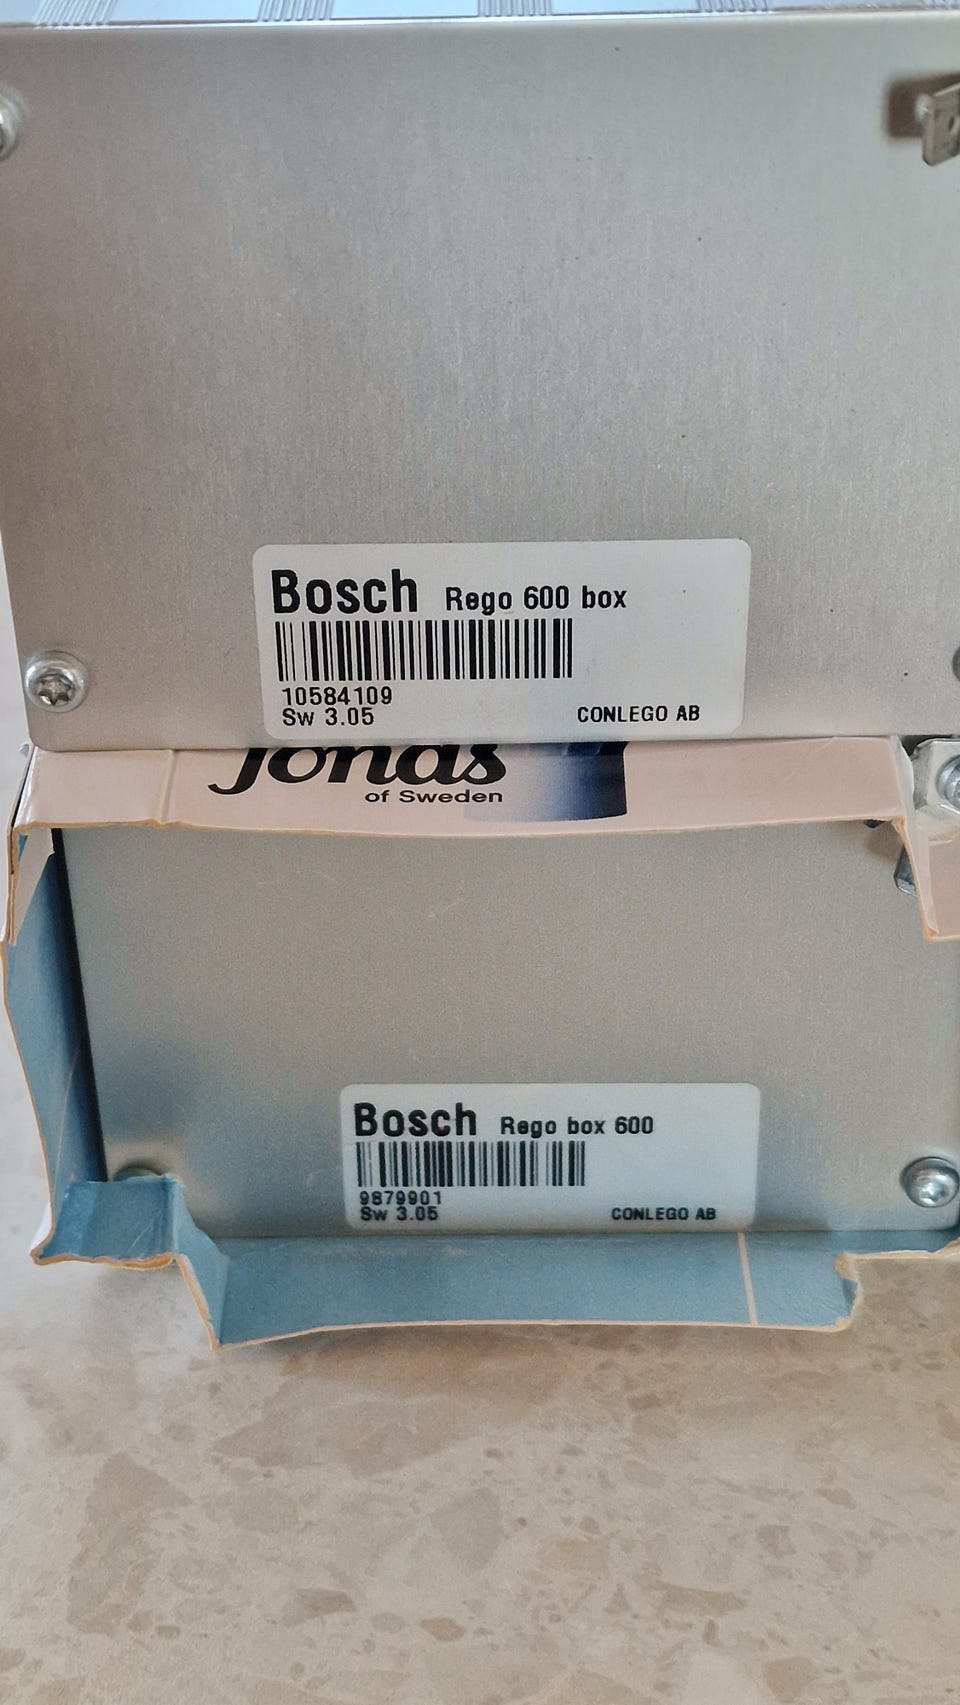 Bosch Rego 600 box
10584109
Sw 3.05 CONLEGO AB
jonas
of Sweden
Bosch Rego box 600
9879901
Sw 3.05 CONLEGO AB